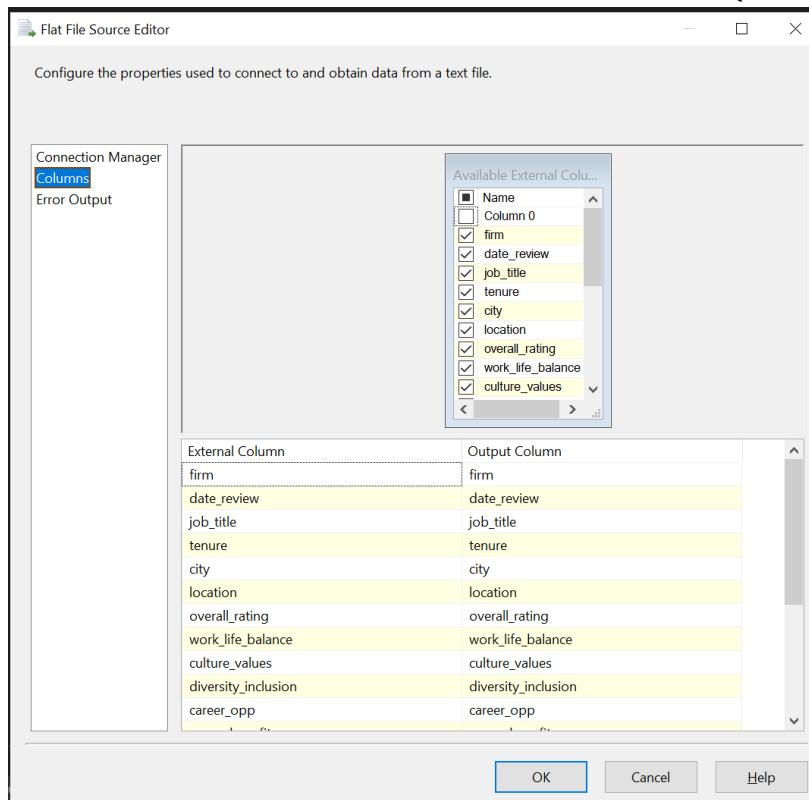 Flat File Source Editor
Configure the properties used to connect to and obtain data from a text file.
Connection Manager
Columns
Error Output
Available External Colu...
Name
Column 0
firm
date_review
job_title
tenure
city
location
overall_rating
work_life_balance
culture_values
External Column Output Column
firm firm
date_review date_review
job_title job_title
tenure tenure
city city
location location
overall_rating overall_rating
work_life_balance work_life_balance
culture_values culture_values
diversity_inclusion diversity_inclusion
career_opp career_opp
OK Cancel Help